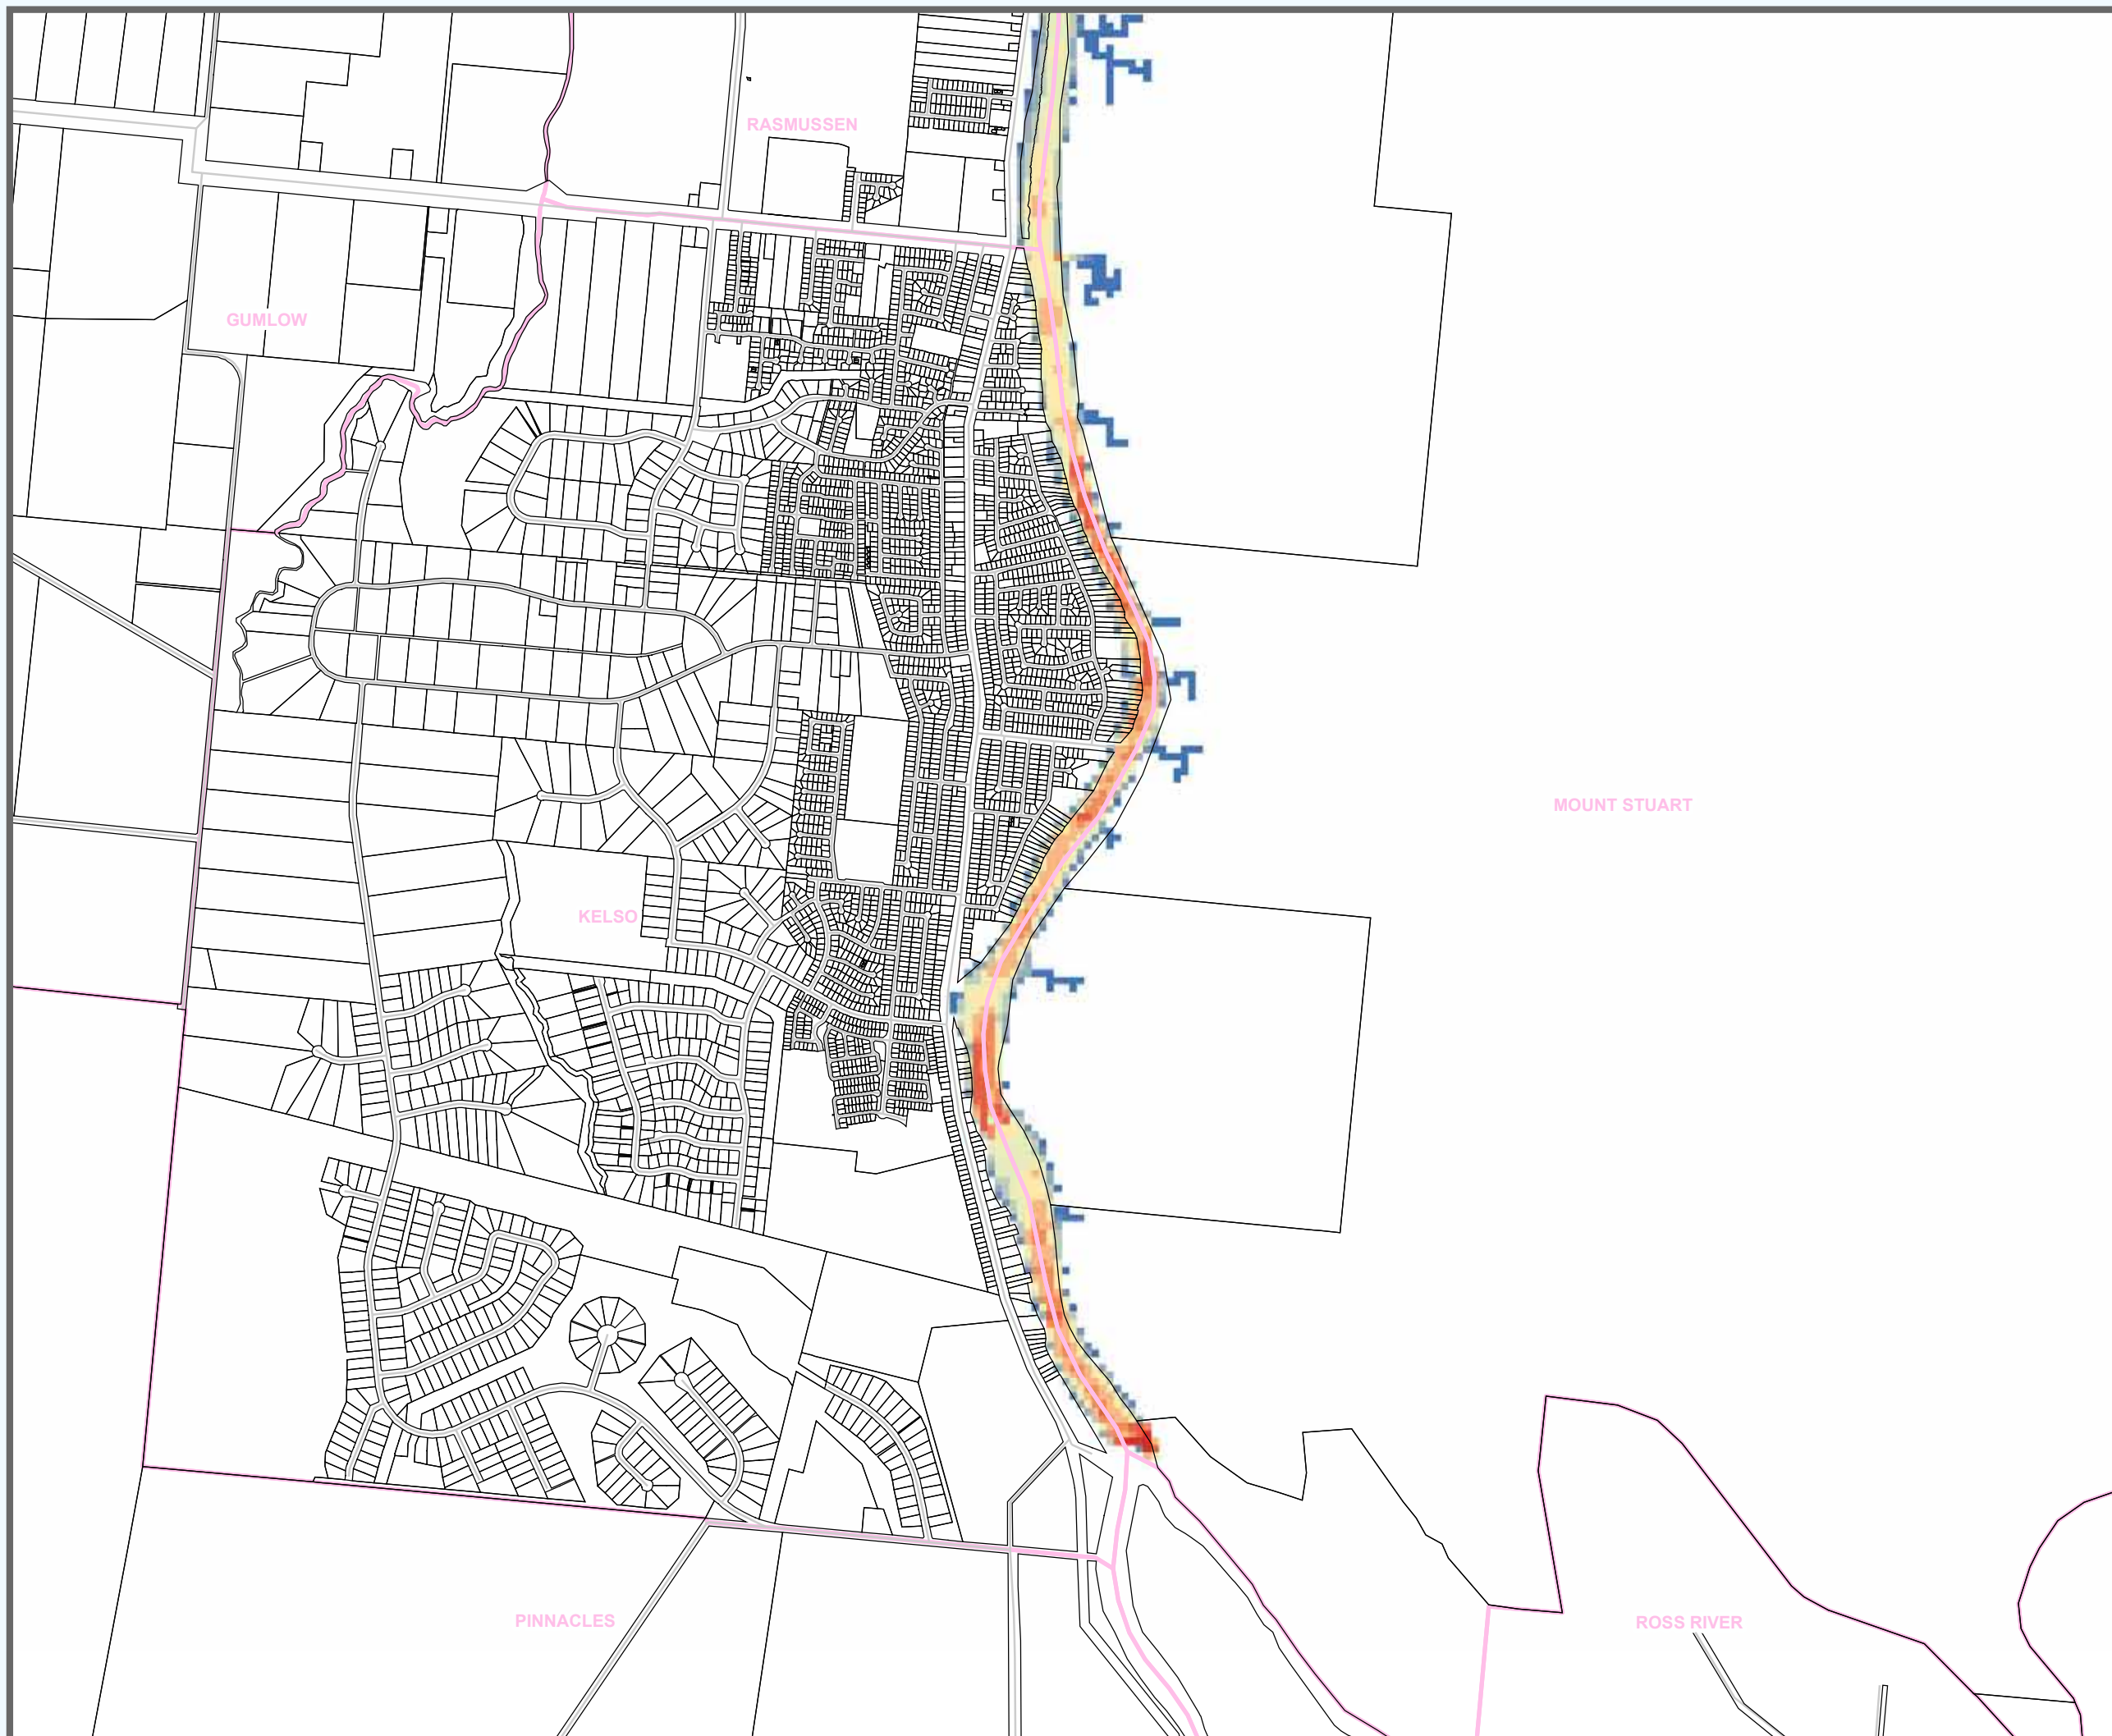 RASMUSSEN
GUMLOW
MOUNT STUART
KELSO
PINNACLES
ROSS RIVER